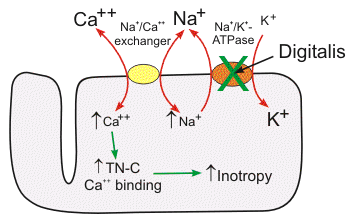 Ca⁺⁺
Na⁺/Ca⁺⁺
exchanger
Na⁺
Na⁺/K⁺-
ATPase
K⁺
Digitalis
↑Ca⁺⁺
↑Na⁺
K⁺
↑TN-C
Ca⁺⁺ binding
↑Inotropy